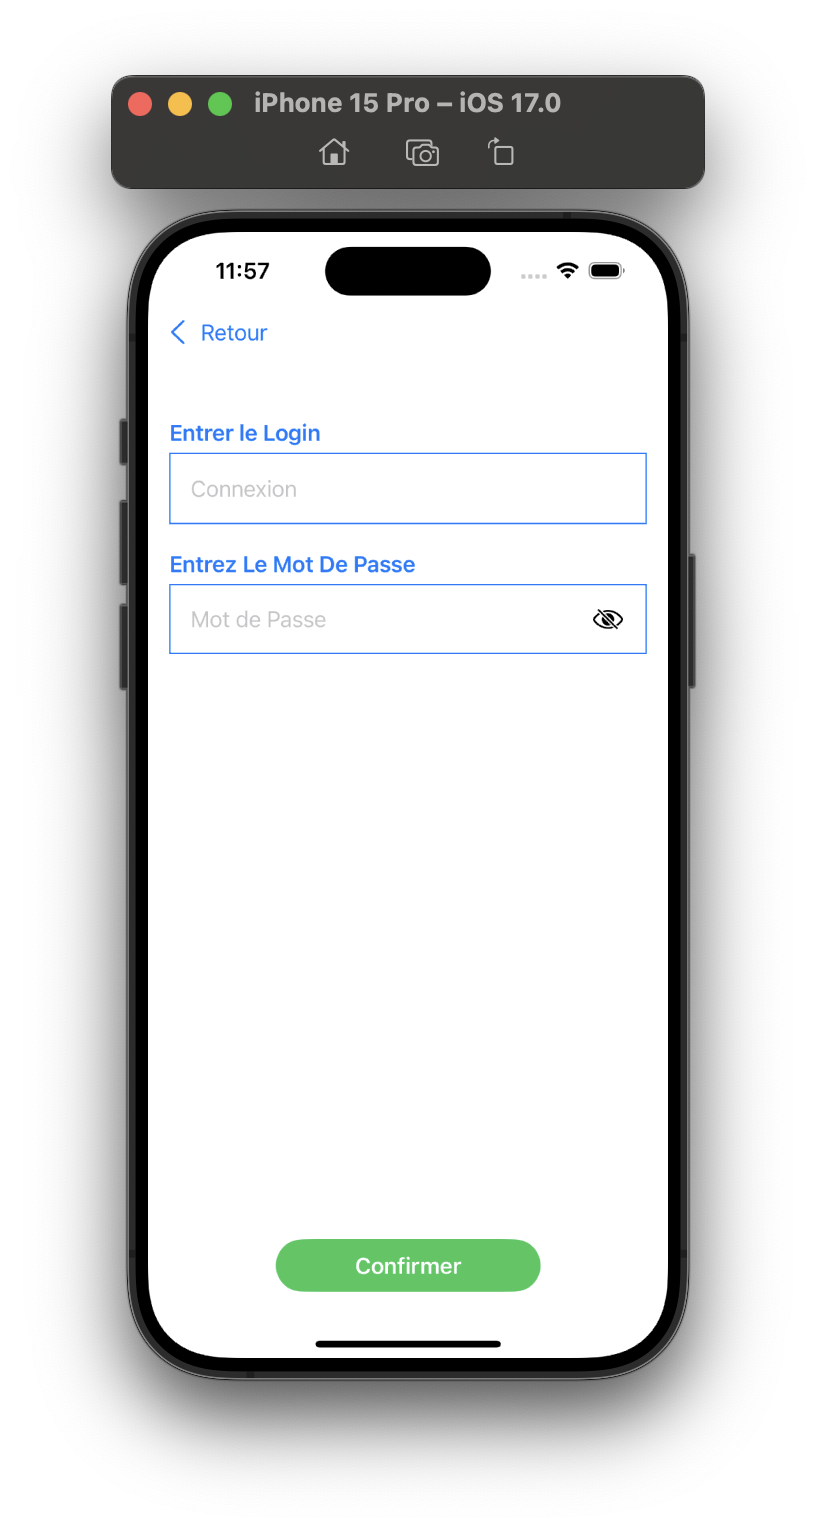 iPhone 15 Pro – iOS 17.0
11:57
Retour
Entrer le Login
Connexion
Entrez Le Mot De Passe
Mot de Passe
Confirmer